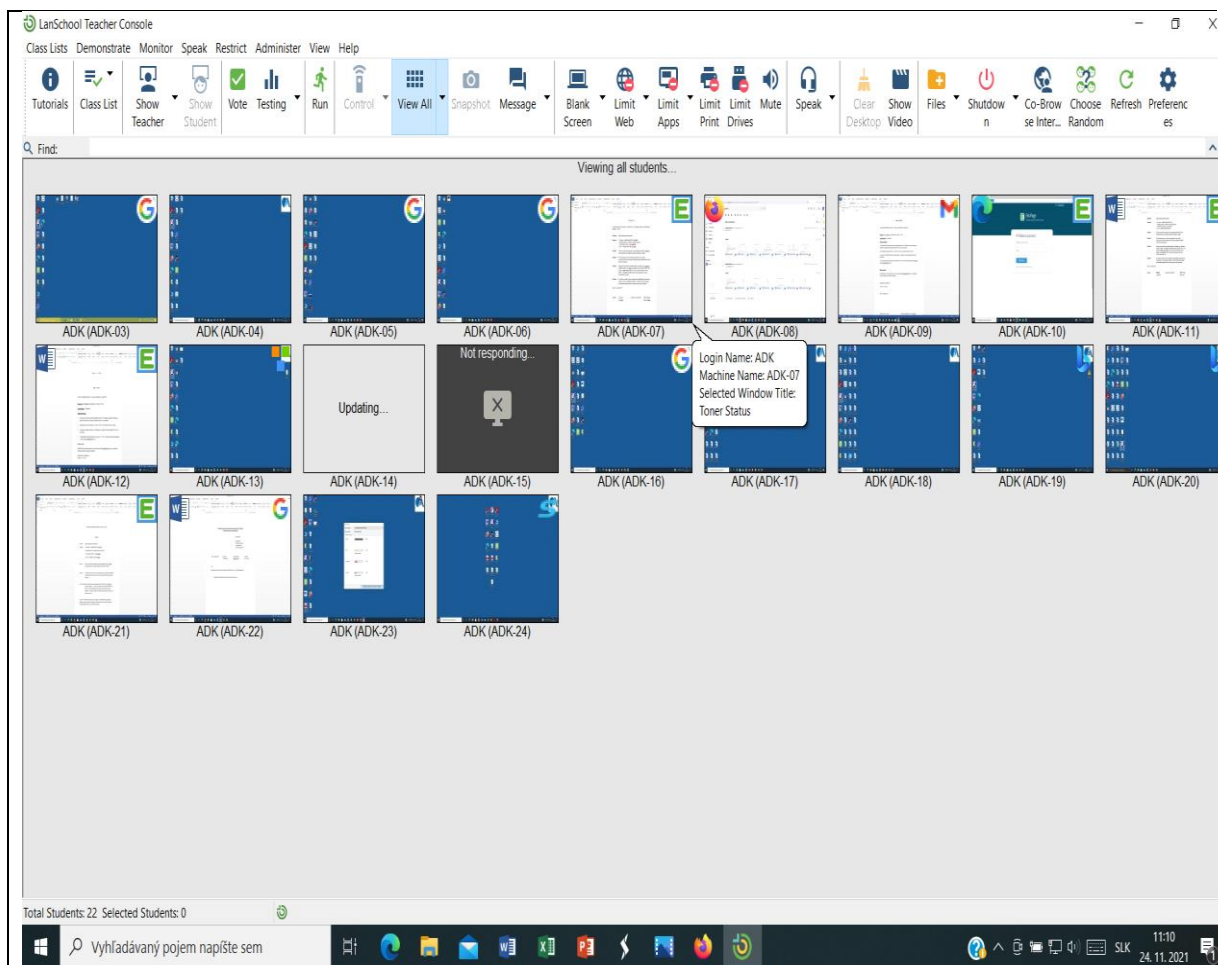 LanSchool Teacher Console
Class Lists Demonstrate Monitor Speak Restrict Administer View Help
Tutorials Class List Show Teacher Show Student Vote Testing Run Control View All Snapshot Message Blank Screen Limit Web Limit Apps Limit Print Limit Drives Mute Speak Clear Desktop Show Video Files Shutdow n Co-Brow se Inter... Choose Random Refresh Preferenc es
Find:
Viewing all students...
ADK (ADK-03) ADK (ADK-04) ADK (ADK-05) ADK (ADK-06) ADK (ADK-07) ADK (ADK-08) ADK (ADK-09) ADK (ADK-10) ADK (ADK-11)
Login Name: ADK
Machine Name: ADK-07
Selected Window Title:
Toner Status
Updating...
Not responding...
ADK (ADK-12) ADK (ADK-13) ADK (ADK-14) ADK (ADK-15) ADK (ADK-16) ADK (ADK-17) ADK (ADK-18) ADK (ADK-19) ADK (ADK-20)
ADK (ADK-21) ADK (ADK-22) ADK (ADK-23) ADK (ADK-24)
Total Students: 22 Selected Students: 0
Vyhľadávaný pojem napíšte sem
SLK
11:10
24. 11. 2021
1